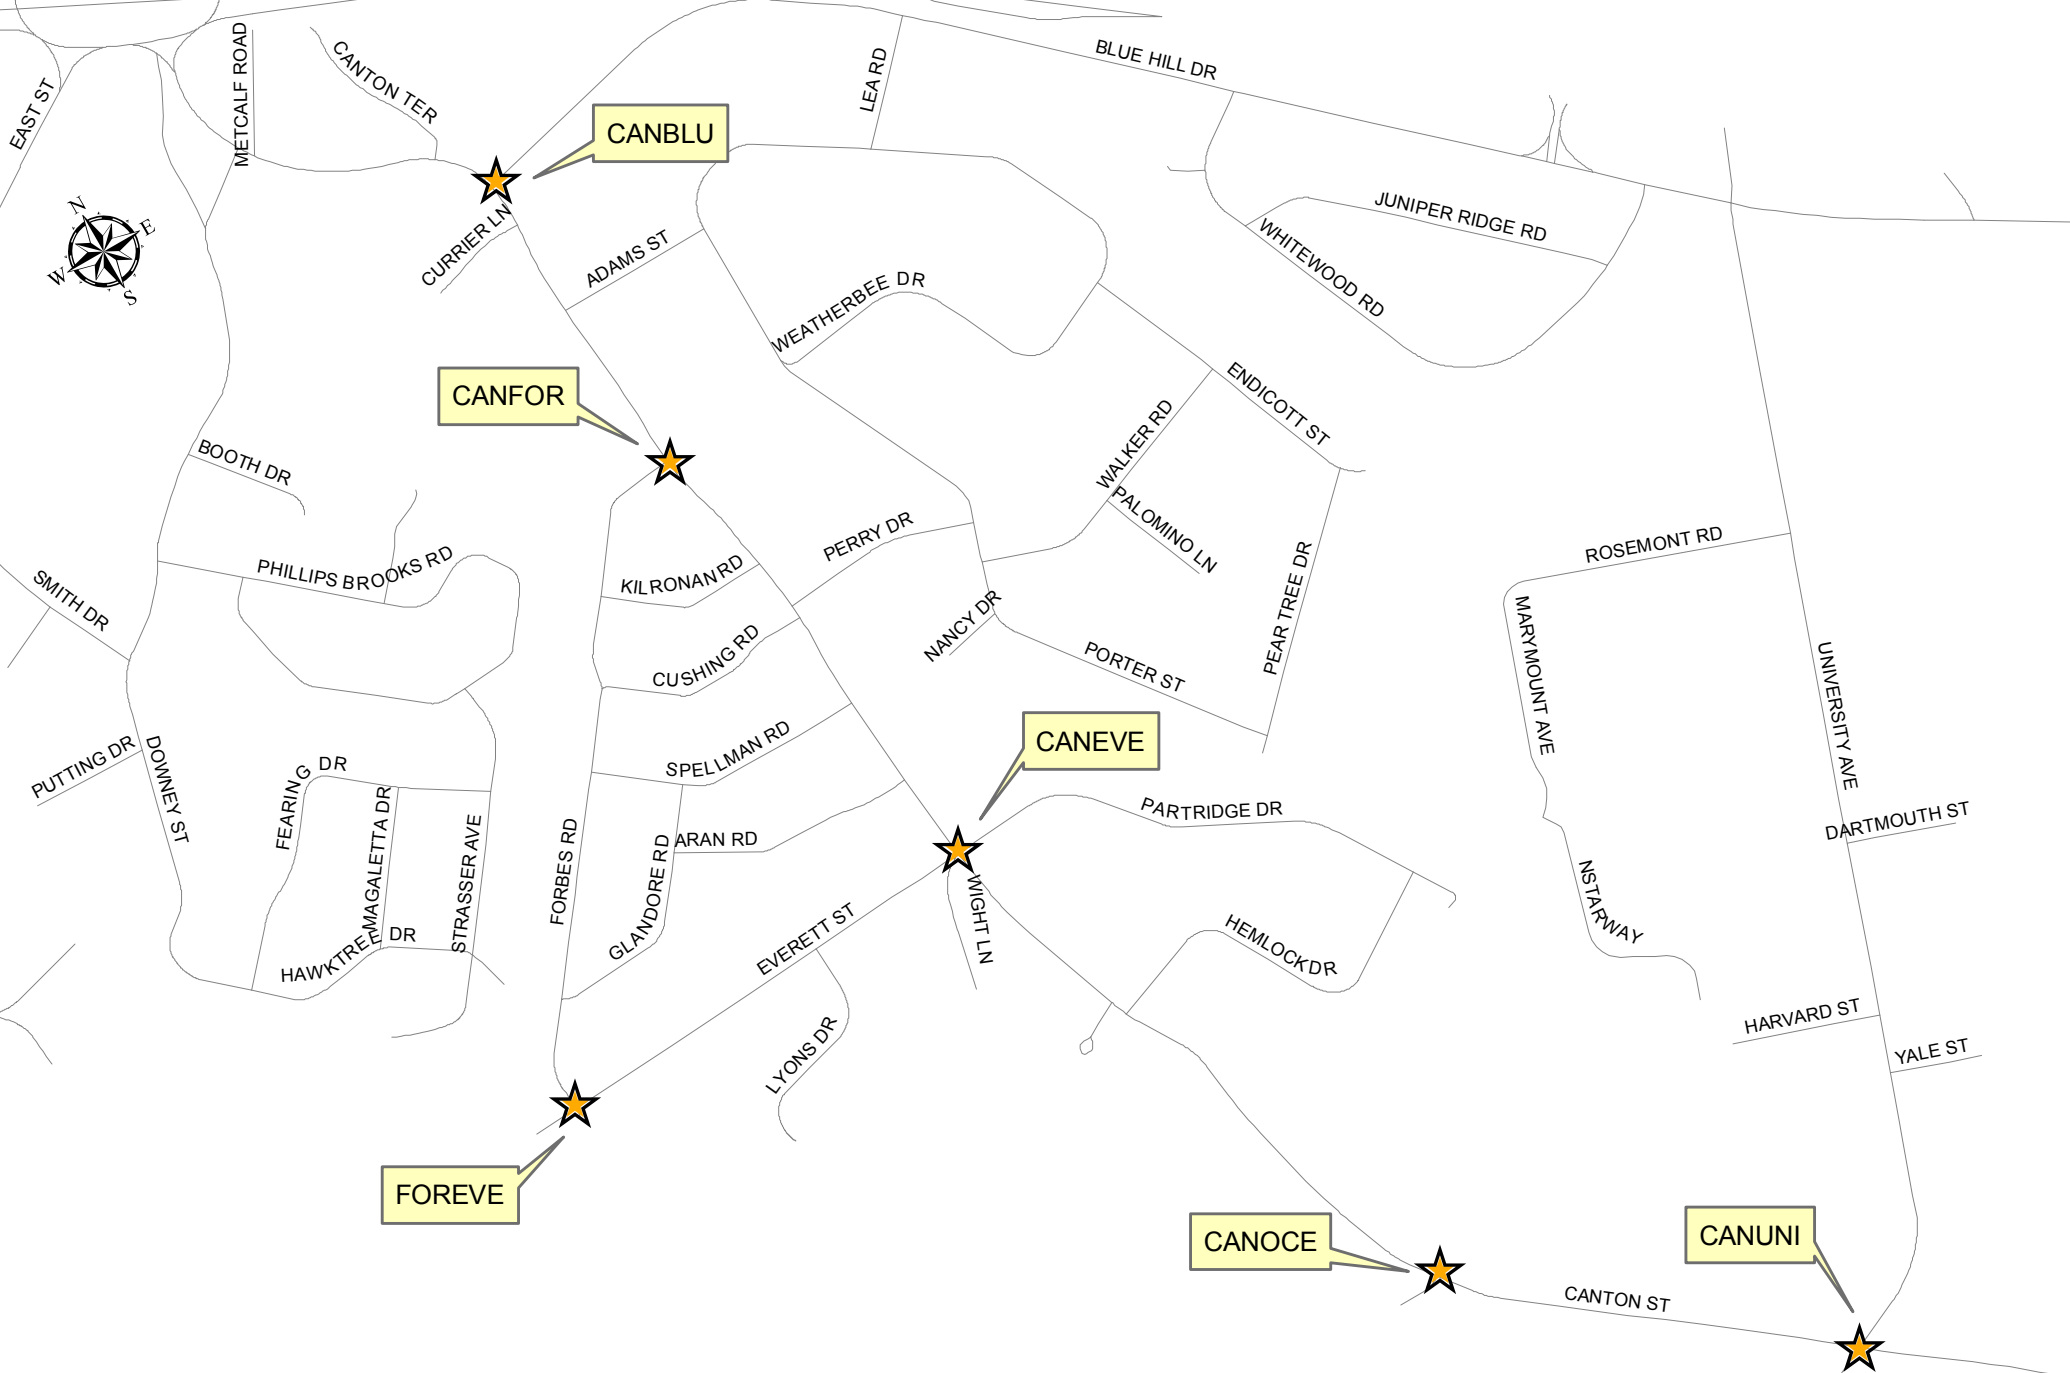 BLUE HILL DR
CANTON TER
METCALF ROAD
LEA RD
EAST ST
CANBLU
N
E
W
S
CURRIER LN
ADAMS ST
JUNIPER RIDGE RD
WHITEWOOD RD
WEATHERBEE DR
CANFOR
ENDICOTT ST
WALKER RD
BOOTH DR
PALOMINO LN
PERRY DR
ROSEMONT RD
PHILLIPS BROOKS RD
KILRONAN RD
SMITH DR
PEAR TREE DR
NANCY DR
CUSHING RD
MARYMOUNT AVE
PORTER ST
UNIVERSITY AVE
CANEVE
SPELLMAN RD
PUTTING DR
DOWNEY ST
FEARING DR
MAGALETTA DR
STRASSER AVE
PARTRIDGE DR
DARTMOUTH ST
ARAN RD
FORBES RD
GLANDORE RD
WIGHT LN
NSTAR WAY
EVERETT ST
HEMLOCK DR
HAWKTREE DR
HARVARD ST
YALE ST
LYONS DR
FOREVE
CANOCE
CANUNI
CANTON ST